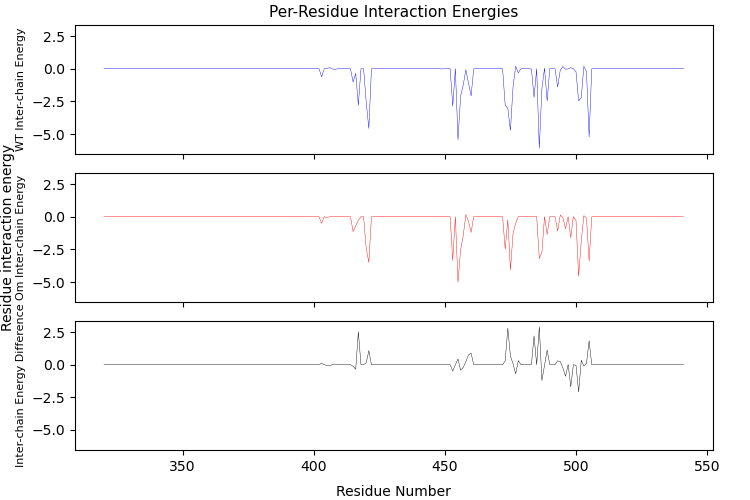 Per-Residue Interaction Energies
WT Inter-chain Energy
2.5
0.0
−2.5
−5.0
Residue interaction energy
Om Inter-chain Energy
2.5
0.0
−2.5
−5.0
Inter-chain Energy Difference
2.5
0.0
−2.5
−5.0
350
400
450
500
550
Residue Number